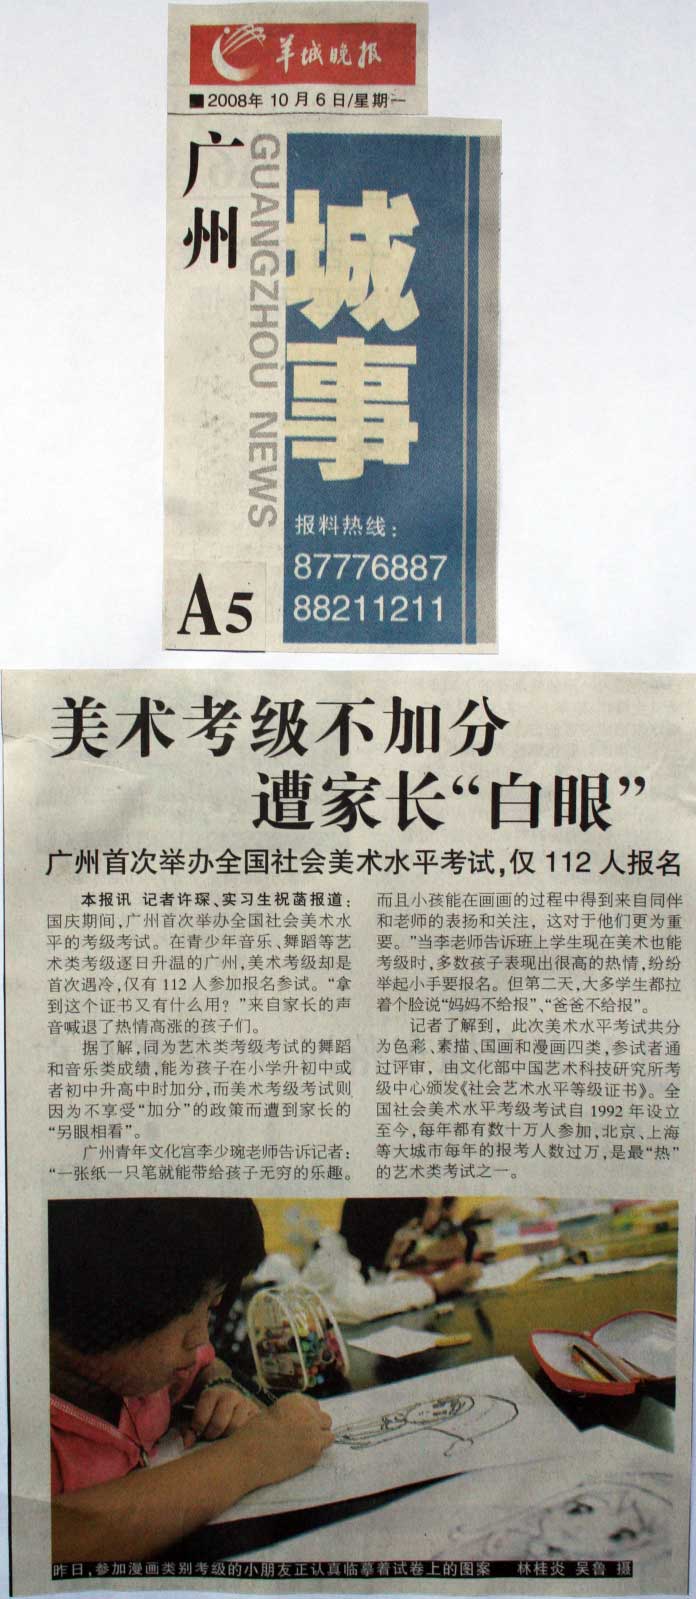 羊城晚报
■2008年10月6日/星期一
广州
GUANGZHOU NEWS
城事
报料热线：
87776887
88211211
A5
美术考级不加分
遭家长“白眼”
广州首次举办全国社会美术水平考试,仅112人报名
本报讯 记者许琛、实习生祝菡报道：
国庆期间,广州首次举办全国社会美术水
平的考级考试。在青少年音乐、舞蹈等艺
术类考级逐日升温的广州,美术考级却是
首次遇冷,仅有112人参加报名参试。“拿
到这个证书又有什么用？”来自家长的声
音喊退了热情高涨的孩子们。
据了解,同为艺术类考级考试的舞蹈
和音乐类成绩,能为孩子在小学升初中或
者初中升高中时加分,而美术考级考试则
因为不享受“加分”的政策而遭到家长的
“另眼相看”。
广州青年文化宫李少琬老师告诉记者：
“一张纸一只笔就能带给孩子无穷的乐趣。
而且小孩能在画画的过程中得到来自同伴
和老师的表扬和关注，这对于他们更为重
要。”当李老师告诉班上学生现在美术也能
考级时,多数孩子表现出很高的热情,纷纷
举起小手要报名。但第二天,大多学生都拉
着个脸说“妈妈不给报”、“爸爸不给报”。
记者了解到，此次美术水平考试共分
为色彩、素描、国画和漫画四类,参试者通
过评审，由文化部中国艺术科技研究所考
级中心颁发《社会艺术水平等级证书》。全
国社会美术水平考级考试自1992年设立
至今,每年都有数十万人参加,北京、上海
等大城市每年的报考人数过万,是最“热”
的艺术类考试之一。
昨日,参加漫画类别考级的小朋友正认真临摹着试卷上的图案 林桂炎 吴鲁 摄